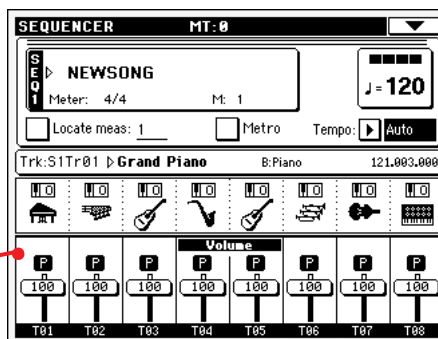 SEQUENCER MT:0
SEQ1 NEWSONG
Meter: 4/4 M: 1
♩=120
Locate meas: 1 Metro Tempo: Auto
Trk:S1Tr01 Grand Piano B:Piano 121.003.000
Volume
P P P P P P P P
100 100 100 100 100 100 100 100
T01 T02 T03 T04 T05 T06 T07 T08